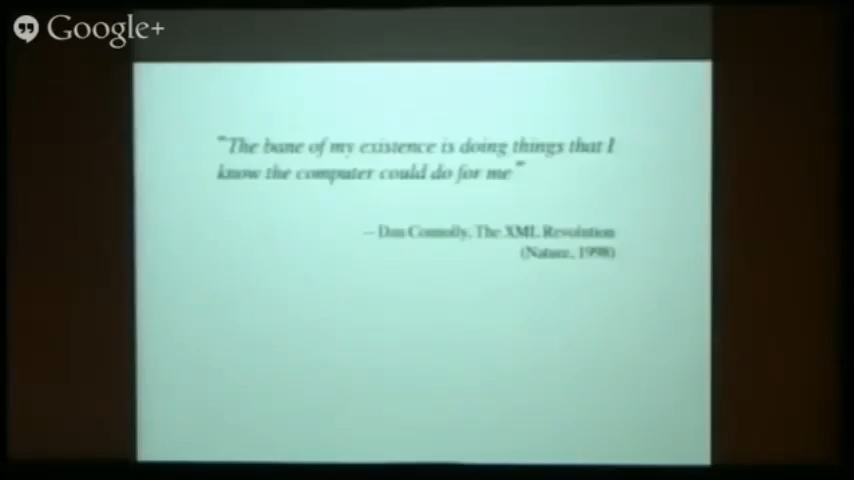 Google+
"The bane of my existence is doing things that I
know the computer could do for me"
– Dan Connolly, The XML Revolution
(Nature, 1998)